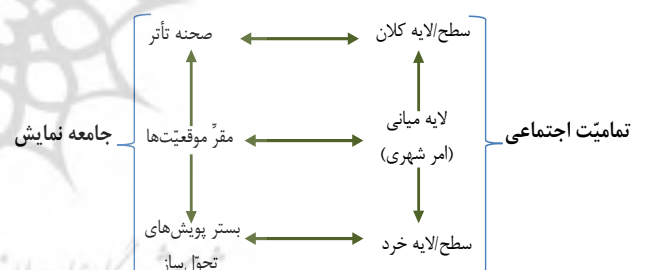 سطح/لایه کلان
صحنه تأتر
تمامیّت اجتماعی
لایه میانی
(امر شهری)
مقرِّ موقعیّت‌ها
جامعه نمایش
سطح/لایه خرد
بستر پویش‌های
تحوّل‌ساز